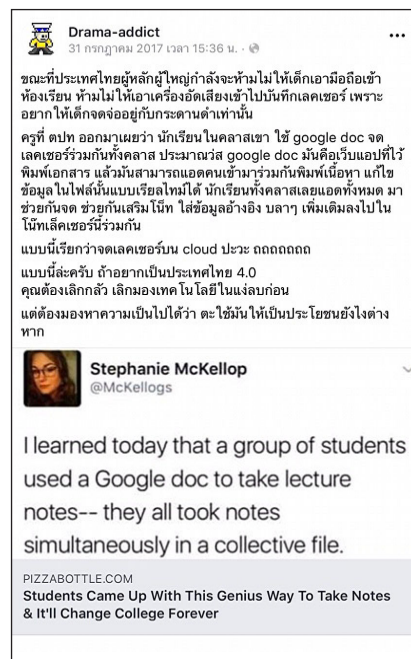 Drama-addict
31 กรกฎาคม 2017 เวลา 15:36 น. ·
ขณะที่ประเทศไทยผู้หลักผู้ใหญ่กำลังจะห้ามไม่ให้เด็กเอามือถือเข้า
ห้องเรียน ห้ามไม่ให้เอาเครื่องอัดเสียงเข้าไปบันทึกเลคเชอร์ เพราะ
อยากให้เด็กจดจ่ออยู่กับกระดานดำเท่านั้น
ครูที่ ตปท ออกมาเผยว่า นักเรียนในคลาสเขา ใช้ google doc จด
เลคเชอร์ร่วมกันทั้งคลาส ประมาณว่ส google doc มันคือเว็บแอปที่ไว้
พิมพ์เอกสาร แล้วมันสามารถแอดคนเข้ามาร่วมกันพิมพ์เนื้อหา แก้ไข
ข้อมูลในไฟล์นั้นแบบเรียลไทม์ได้ นักเรียนทั้งคลาสเลยแอดทั้งหมด มา
ช่วยกันจด ช่วยกันเสริมโน็ท ใส่ข้อมูลอ้างอิง บลาๆ เพิ่มเติมลงไปใน
โน๊ทเล็คเชอร์นี้ร่วมกัน
แบบนี้เรียกว่าจดเลคเชอร์บน cloud ปะวะ ถถถถถถถ
แบบนี้ล่ะครับ ถ้าอยากเป็นประเทศไทย 4.0
คุณต้องเลิกกลัว เลิกมองเทคโนโลยีในแง่ลบก่อน
แต่ต้องมองหาความเป็นไปได้ว่า ตะใช้มันให้เป็นประโยชนยังไงต่าง
หาก
Stephanie McKellop
@McKellogs
I learned today that a group of students
used a Google doc to take lecture
notes-- they all took notes
simultaneously in a collective file.
PIZZABOTTLE.COM
Students Came Up With This Genius Way To Take Notes
& It'll Change College Forever